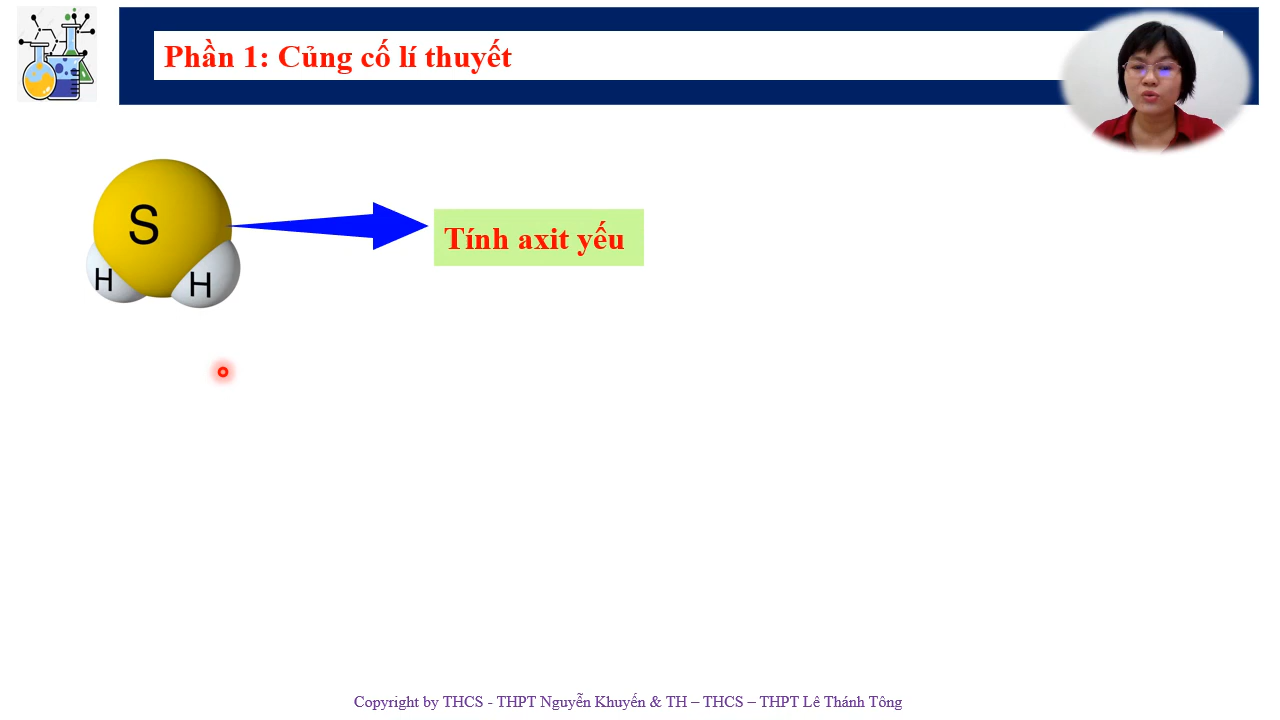 Phần 1: Củng cố lí thuyết
S
H
H
Tính axit yếu
Copyright by THCS - THPT Nguyễn Khuyến & TH – THCS – THPT Lê Thánh Tông